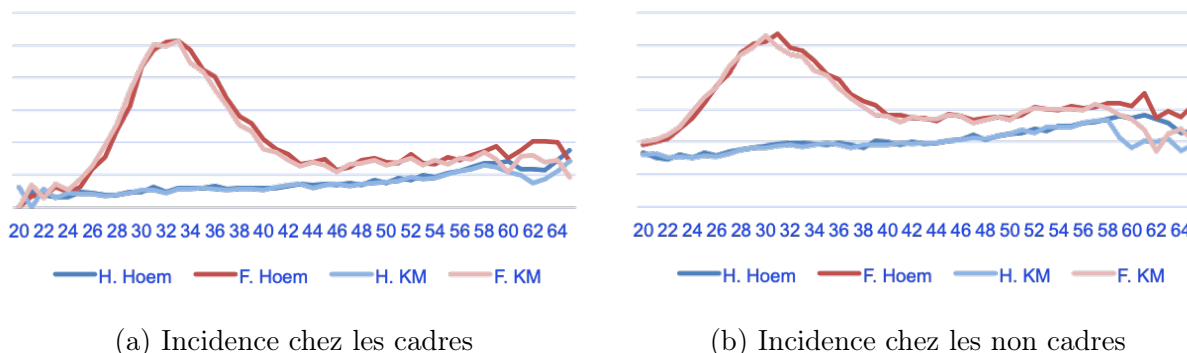 20 22 24 26 28 30 32 34 36 38 40 42 44 46 48 50 52 54 56 58 60 62 64
H. Hoem F. Hoem H. KM F. KM
(a) Incidence chez les cadres
20 22 24 26 28 30 32 34 36 38 40 42 44 46 48 50 52 54 56 58 60 62 64
H. Hoem F. Hoem H. KM F. KM
(b) Incidence chez les non cadres